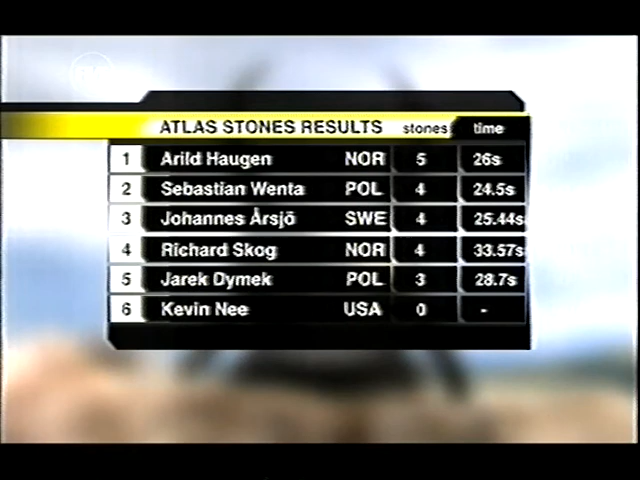 ATLAS STONES RESULTS stones time
1 Arild Haugen NOR 5 26s
2 Sebastian Wenta POL 4 24.5s
3 Johannes Årsjö SWE 4 25.44s
4 Richard Skog NOR 4 33.57s
5 Jarek Dymek POL 3 28.7s
6 Kevin Nee USA 0 -